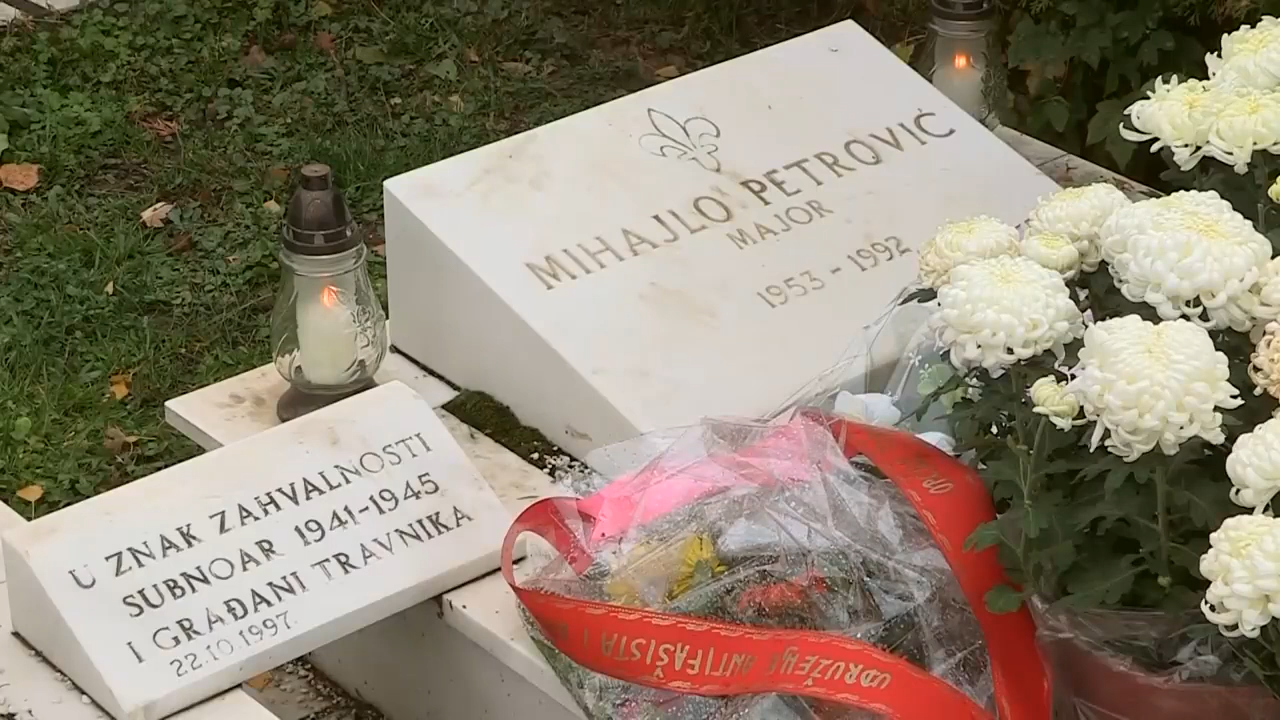 MIHAJLO PETROVIĆ
MAJOR
1953 - 1992
U ZNAK ZAHVALNOSTI
SUBNOAR 1941-1945
I GRAĐANI TRAVNIKA
22.10.1997.
UDRUŽENJE ANTIFAŠISTA I